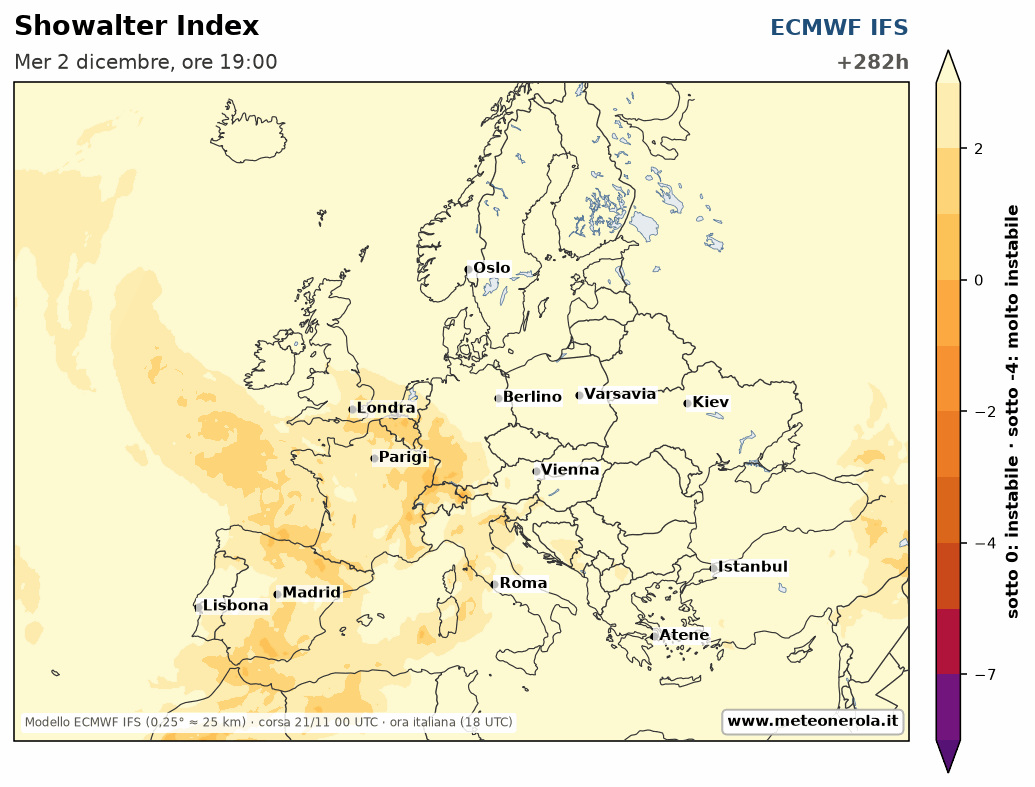 Showalter Index
ECMWF IFS
Mer 2 dicembre, ore 19:00
+282h
Oslo
Berlino
Varsavia
Kiev
Londra
Parigi
Vienna
Istanbul
Roma
Madrid
Lisbona
Atene
Modello ECMWF IFS (0,25° ≈ 25 km) · corsa 21/11 00 UTC · ora italiana (18 UTC)
www.meteonerola.it
2
0
−2
−4
−7
sotto 0: instabile · sotto -4: molto instabile